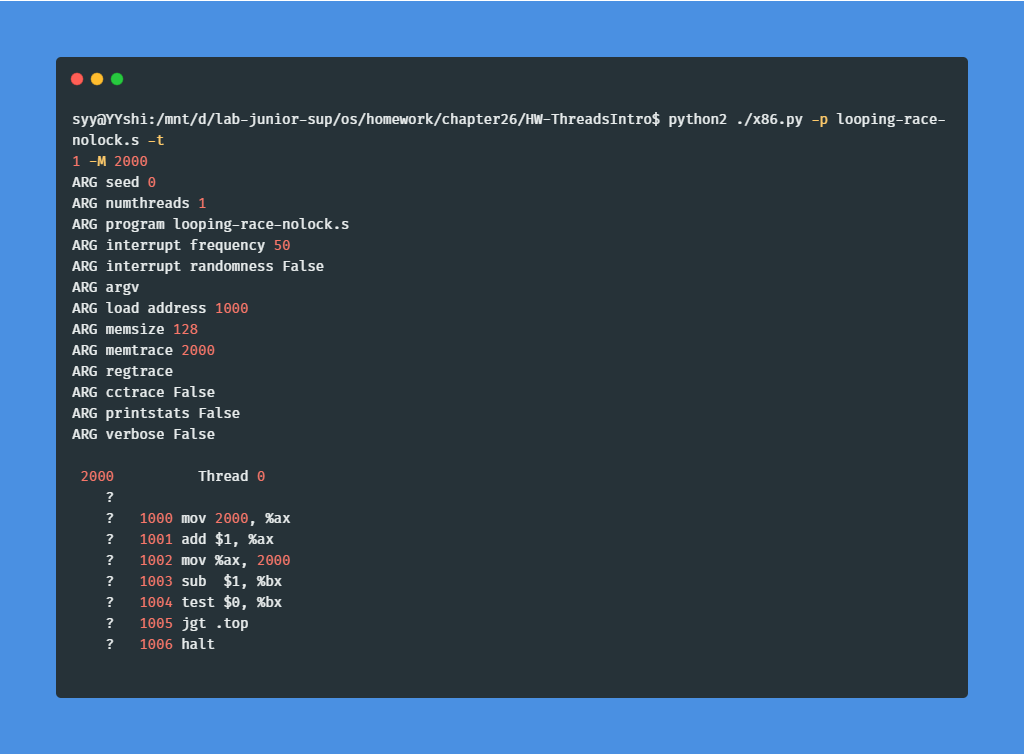 syy@YYshi:/mnt/d/lab-junior-sup/os/homework/chapter26/HW-ThreadsIntro$ python2 ./x86.py -p looping-race-
nolock.s -t
1 -M 2000
ARG seed 0
ARG numthreads 1
ARG program looping-race-nolock.s
ARG interrupt frequency 50
ARG interrupt randomness False
ARG argv
ARG load address 1000
ARG memsize 128
ARG memtrace 2000
ARG regtrace
ARG cctrace False
ARG printstats False
ARG verbose False

 2000          Thread 0
    ?
    ?   1000 mov 2000, %ax
    ?   1001 add $1, %ax
    ?   1002 mov %ax, 2000
    ?   1003 sub  $1, %bx
    ?   1004 test $0, %bx
    ?   1005 jgt .top
    ?   1006 halt